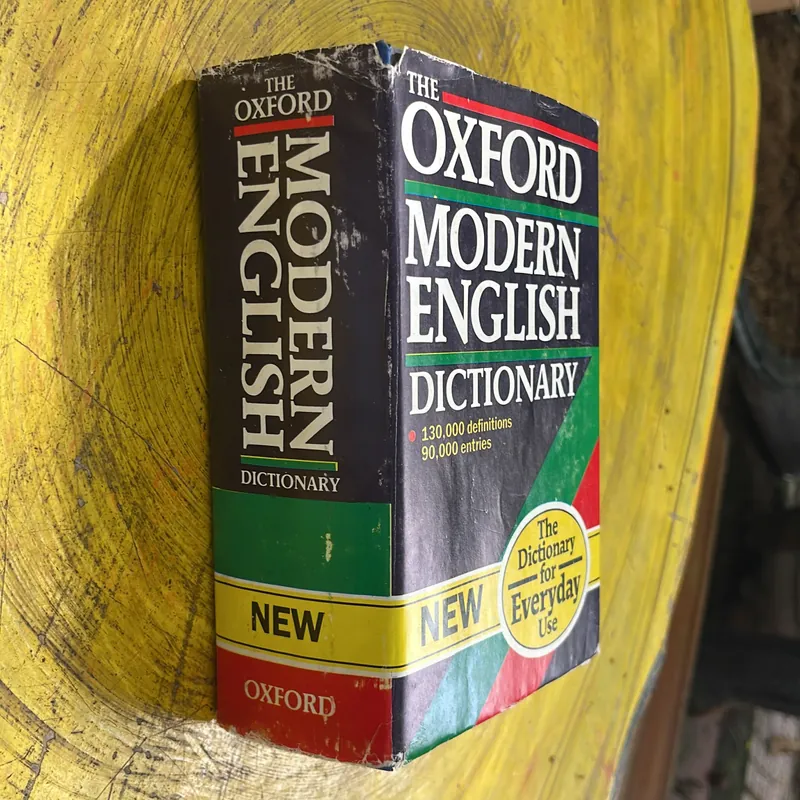 THE
OXFORD
MODERN
ENGLISH
DICTIONARY
NEW
OXFORD
THE
OXFORD
MODERN
ENGLISH
DICTIONARY
130,000 definitions
90,000 entries
The
Dictionary
for
Everyday
Use
NEW